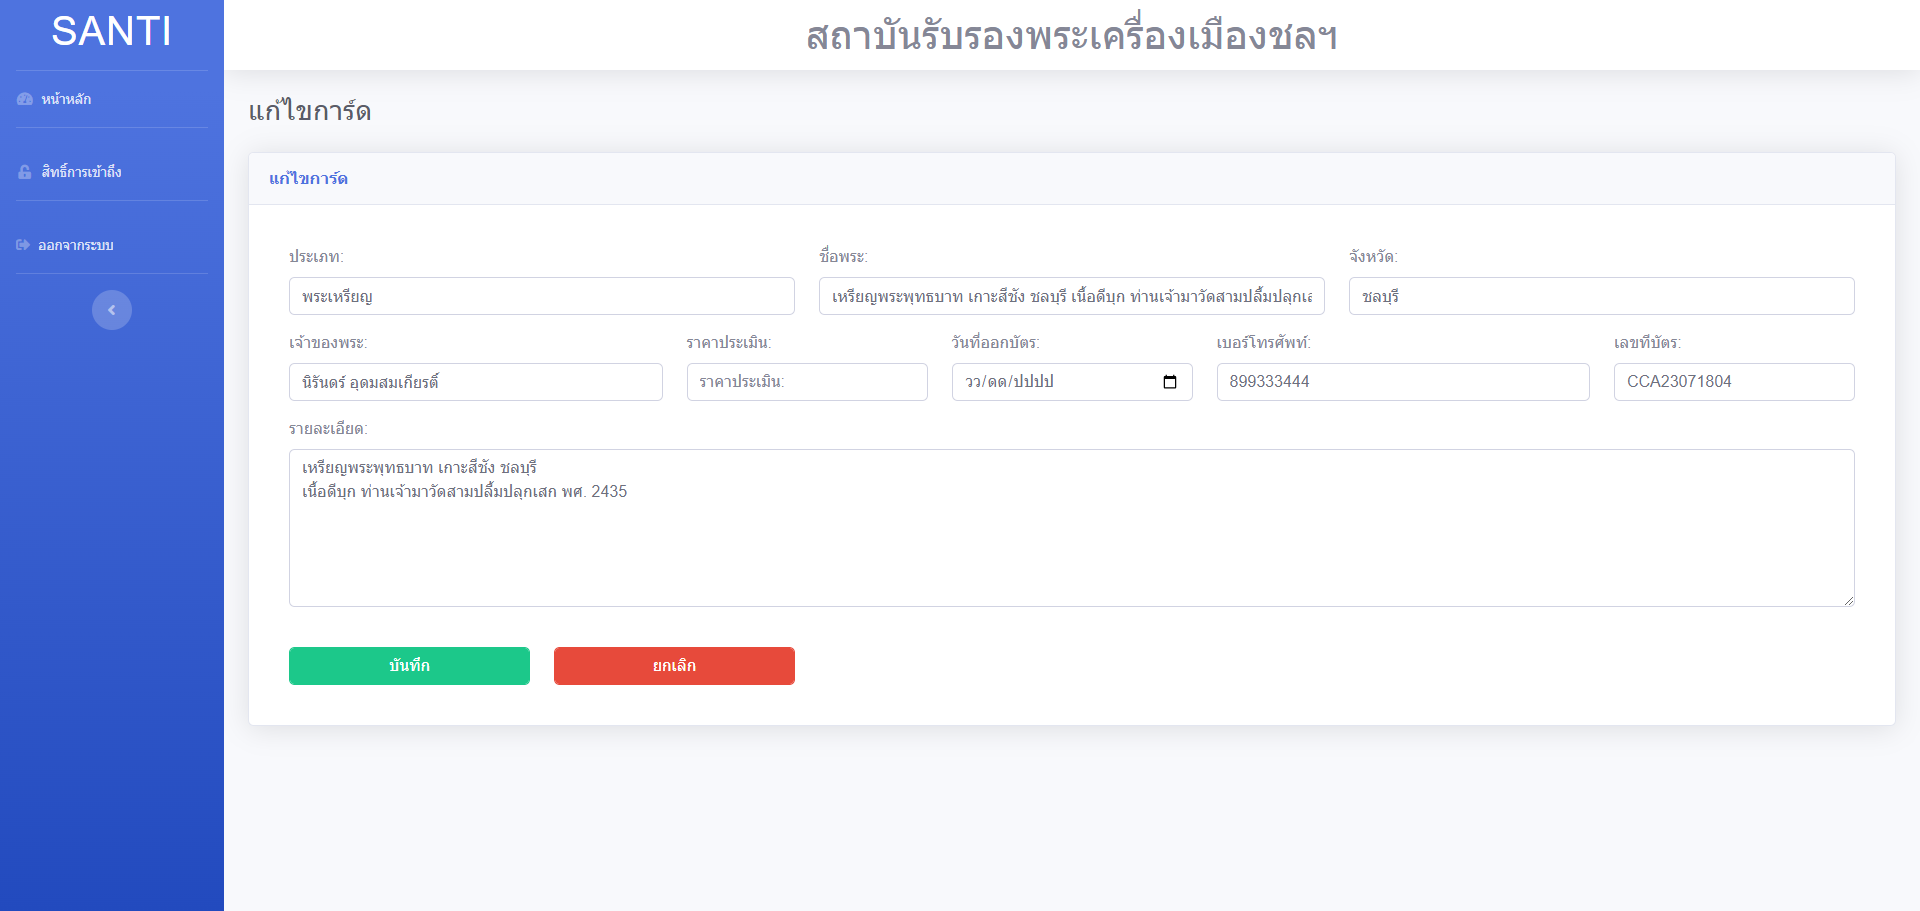 SANTI
สถาบันรับรองพระเครื่องเมืองชลฯ
หน้าหลัก
สิทธิ์การเข้าถึง
ออกจากระบบ
แก้ไขการ์ด
แก้ไขการ์ด
ประเภท: ชื่อพระ: จังหวัด:
พระเหรียญ เหรียญพระพุทธบาท เกาะสีชัง ชลบุรี เนื้อดีบุก ท่านเจ้ามาวัดสามปลื้มปลุกเส ชลบุรี
เจ้าของพระ: ราคาประเมิน: วันที่ออกบัตร: เบอร์โทรศัพท์: เลขที่บัตร:
นิรันดร์ อุดมสมเกียรติ์ ราคาประเมิน: วว/ดด/ปปปป 899333444 CCA23071804
รายละเอียด:
เหรียญพระพุทธบาท เกาะสีชัง ชลบุรี
เนื้อดีบุก ท่านเจ้ามาวัดสามปลื้มปลุกเสก พศ. 2435
บันทึก ยกเลิก